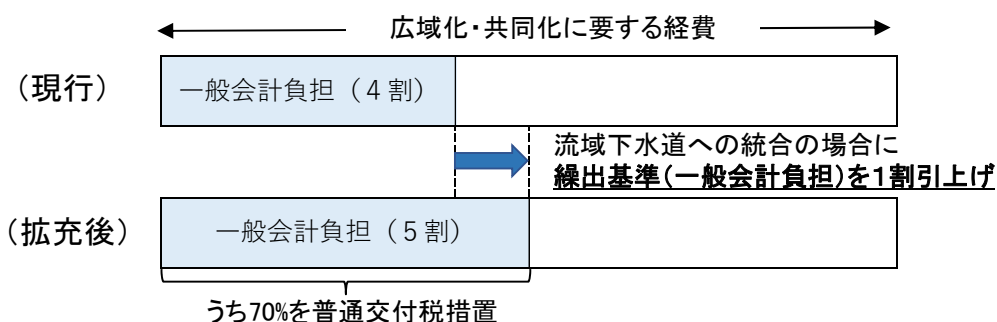 広域化・共同化に要する経費
（現行）
一般会計負担（４割）
流域下水道への統合の場合に
繰出基準（一般会計負担）を１割引上げ
（拡充後）
一般会計負担（５割）
うち70%を普通交付税措置